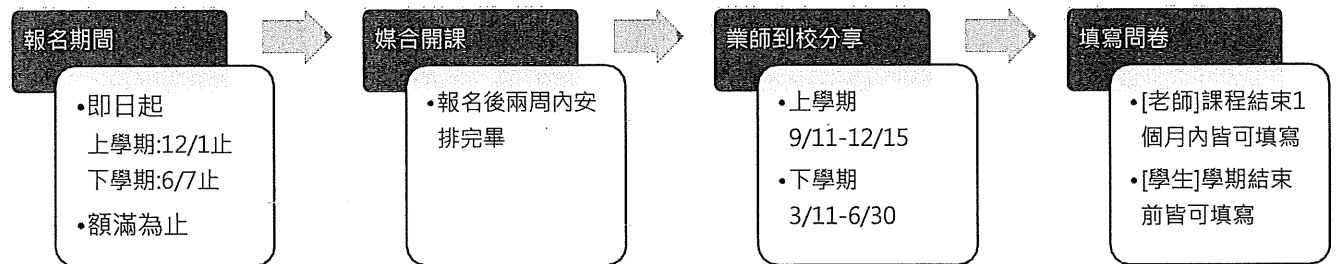 報名期間
•即日起
上學期:12/1止
下學期:6/7止
•額滿為止
媒合開課
•報名後兩周內安
排完畢
業師到校分享
•上學期
9/11-12/15
•下學期
3/11-6/30
填寫問卷
•[老師]課程結束1
個月內皆可填寫
•[學生]學期結束
前皆可填寫